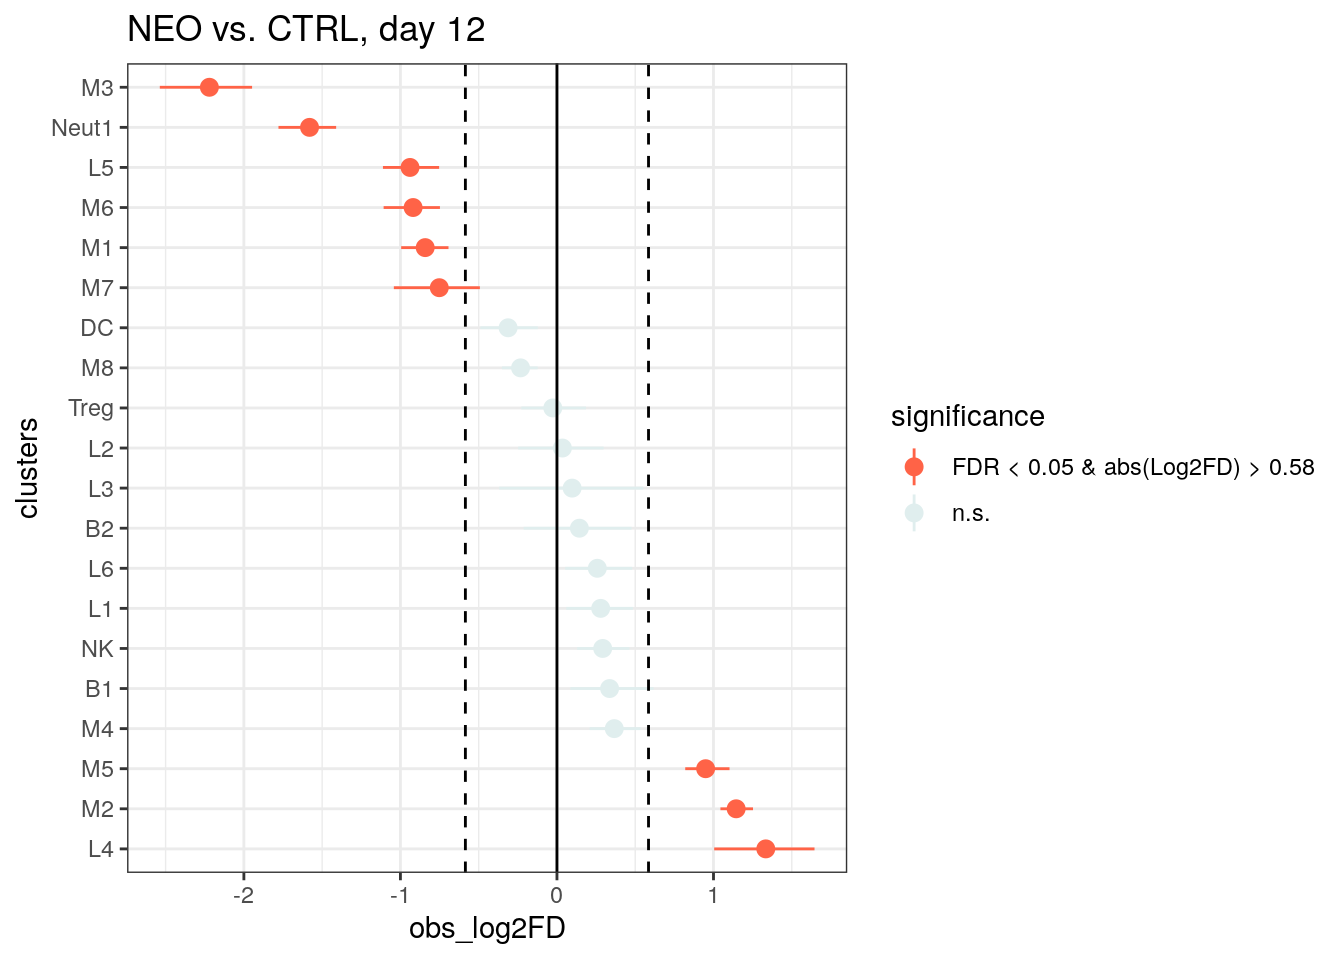 NEO vs. CTRL, day 12
M3
Neut1
L5
M6
M1
M7
DC
M8
Treg
L2
L3
B2
L6
L1
NK
B1
M4
M5
M2
L4
clusters
-2 -1 0 1
obs_log2FD
significance
FDR < 0.05 & abs(Log2FD) > 0.58
n.s.